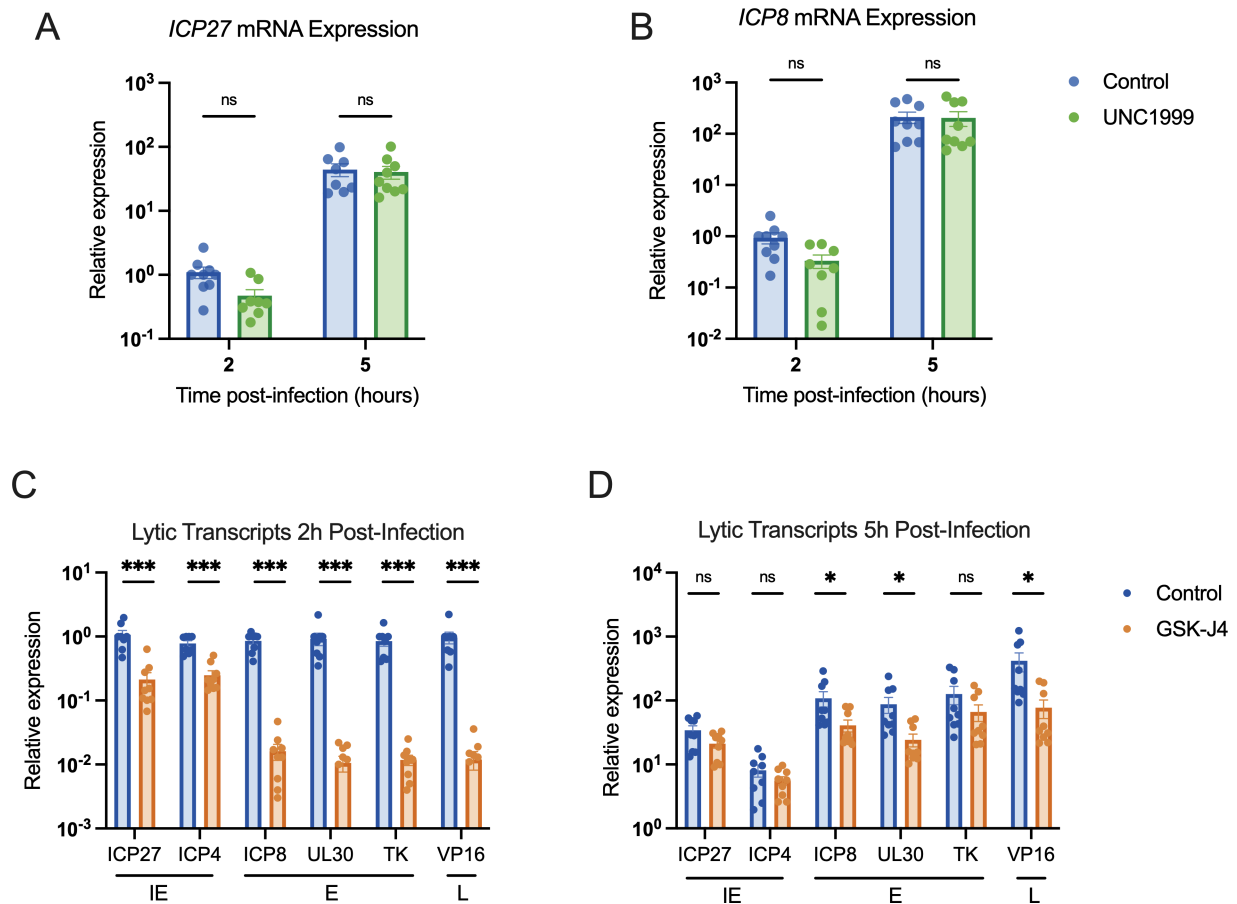 A
ICP27 mRNA Expression
ns
ns
10³
10²
10¹
10⁰
10⁻¹
Relative expression
2
5
Time post-infection (hours)
B
ICP8 mRNA Expression
ns
ns
10³
10²
10¹
10⁰
10⁻¹
10⁻²
Relative expression
2
5
Time post-infection (hours)
Control
UNC1999
C
Lytic Transcripts 2h Post-Infection
*** *** *** *** *** ***
10¹
10⁰
10⁻¹
10⁻²
10⁻³
Relative expression
ICP27 ICP4 ICP8 UL30 TK VP16
IE E L
D
Lytic Transcripts 5h Post-Infection
ns ns * * ns *
10⁴
10³
10²
10¹
10⁰
Relative expression
ICP27 ICP4 ICP8 UL30 TK VP16
IE E L
Control
GSK-J4